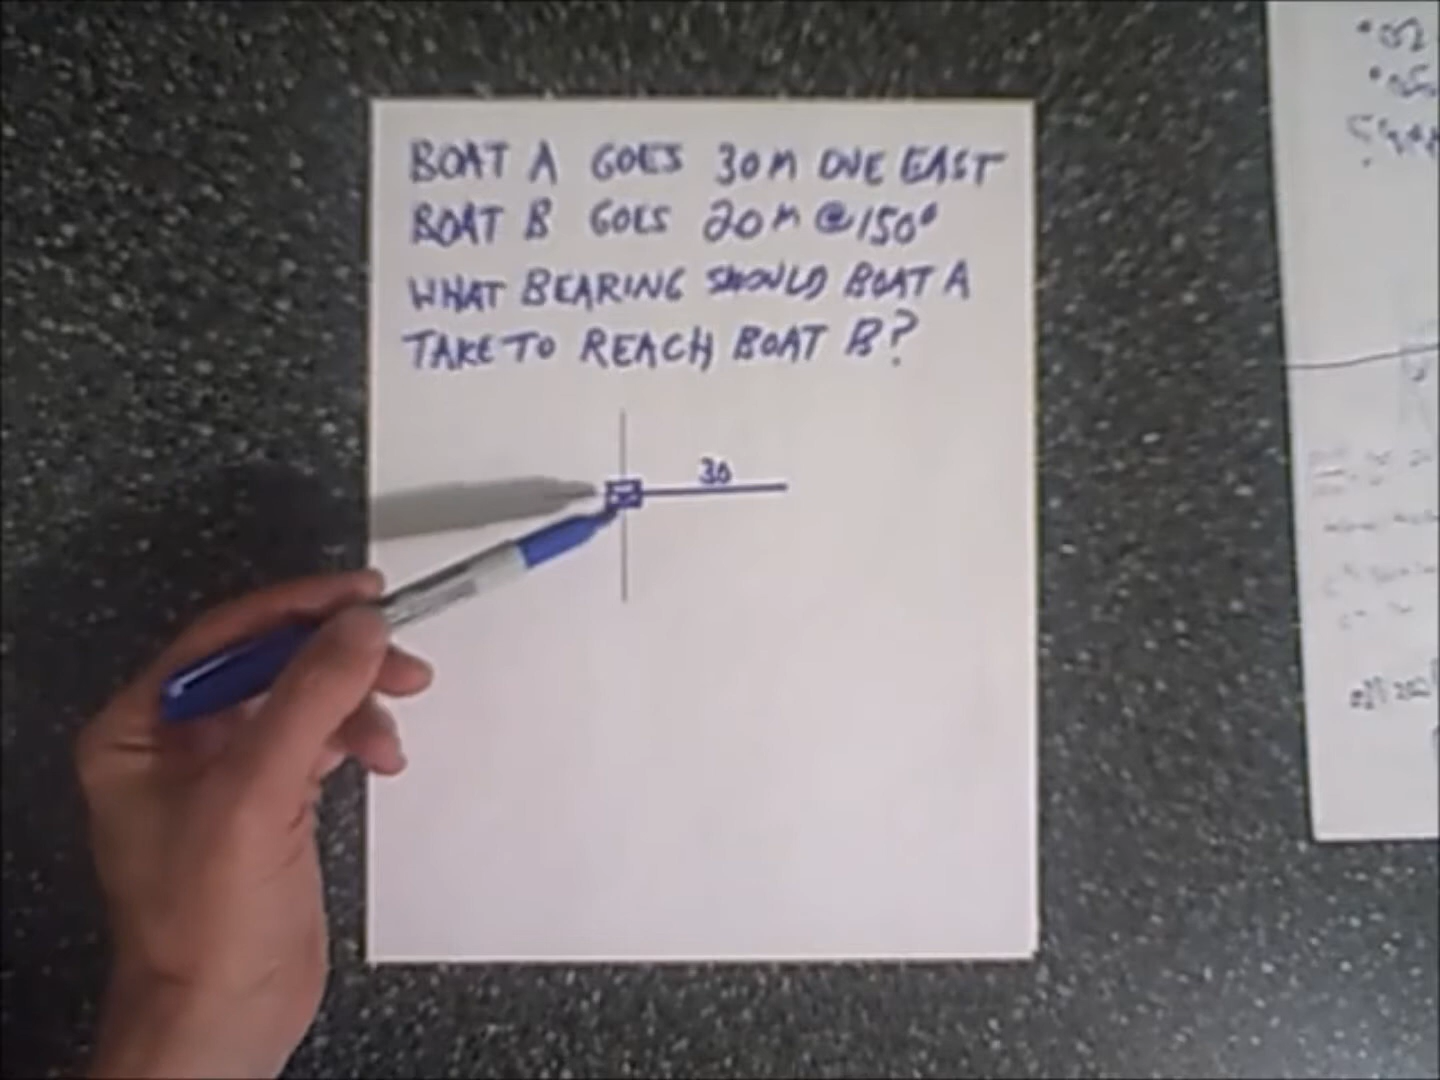 BOAT A GOES 30M DUE EAST
BOAT B GOES 20M @150°
WHAT BEARING SHOULD BOAT A
TAKE TO REACH BOAT B?
30